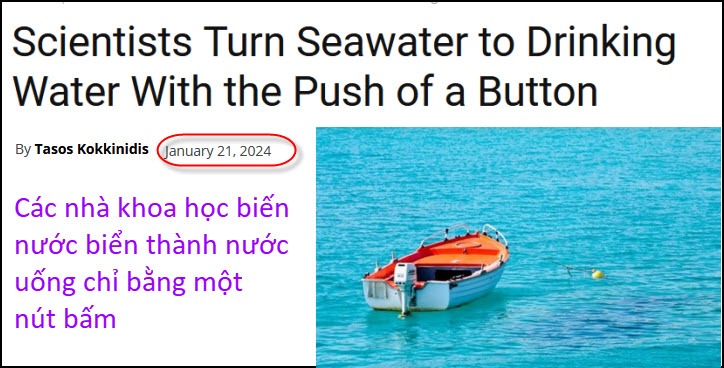 Scientists Turn Seawater to Drinking
Water With the Push of a Button
By Tasos Kokkinidis January 21, 2024
Các nhà khoa học biến
nước biển thành nước
uống chỉ bằng một
nút bấm